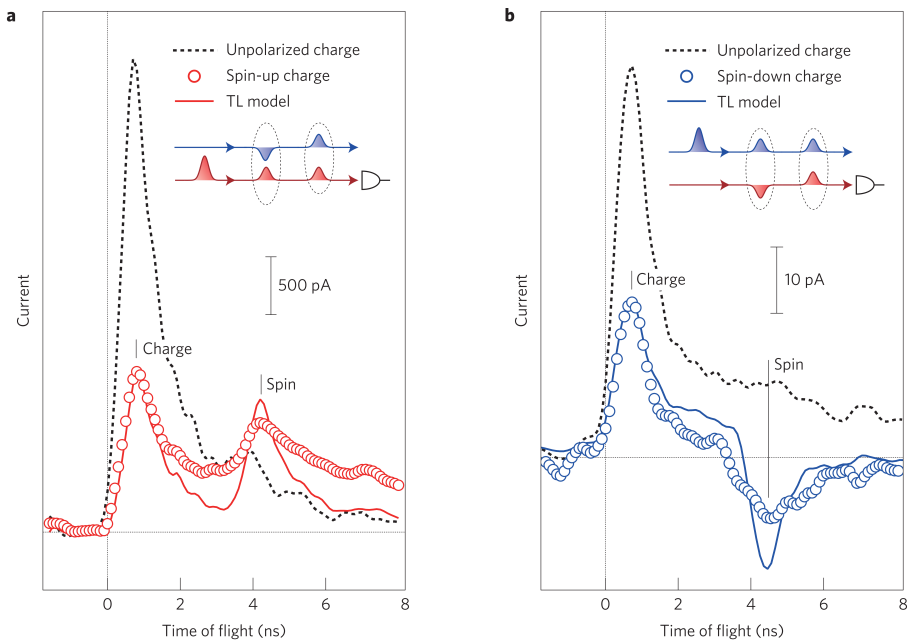 a
Unpolarized charge
Spin-up charge
TL model
500 pA
Current
Charge
Spin
0 2 4 6 8
Time of flight (ns)
b
Unpolarized charge
Spin-down charge
TL model
10 pA
Current
Charge
Spin
0 2 4 6 8
Time of flight (ns)